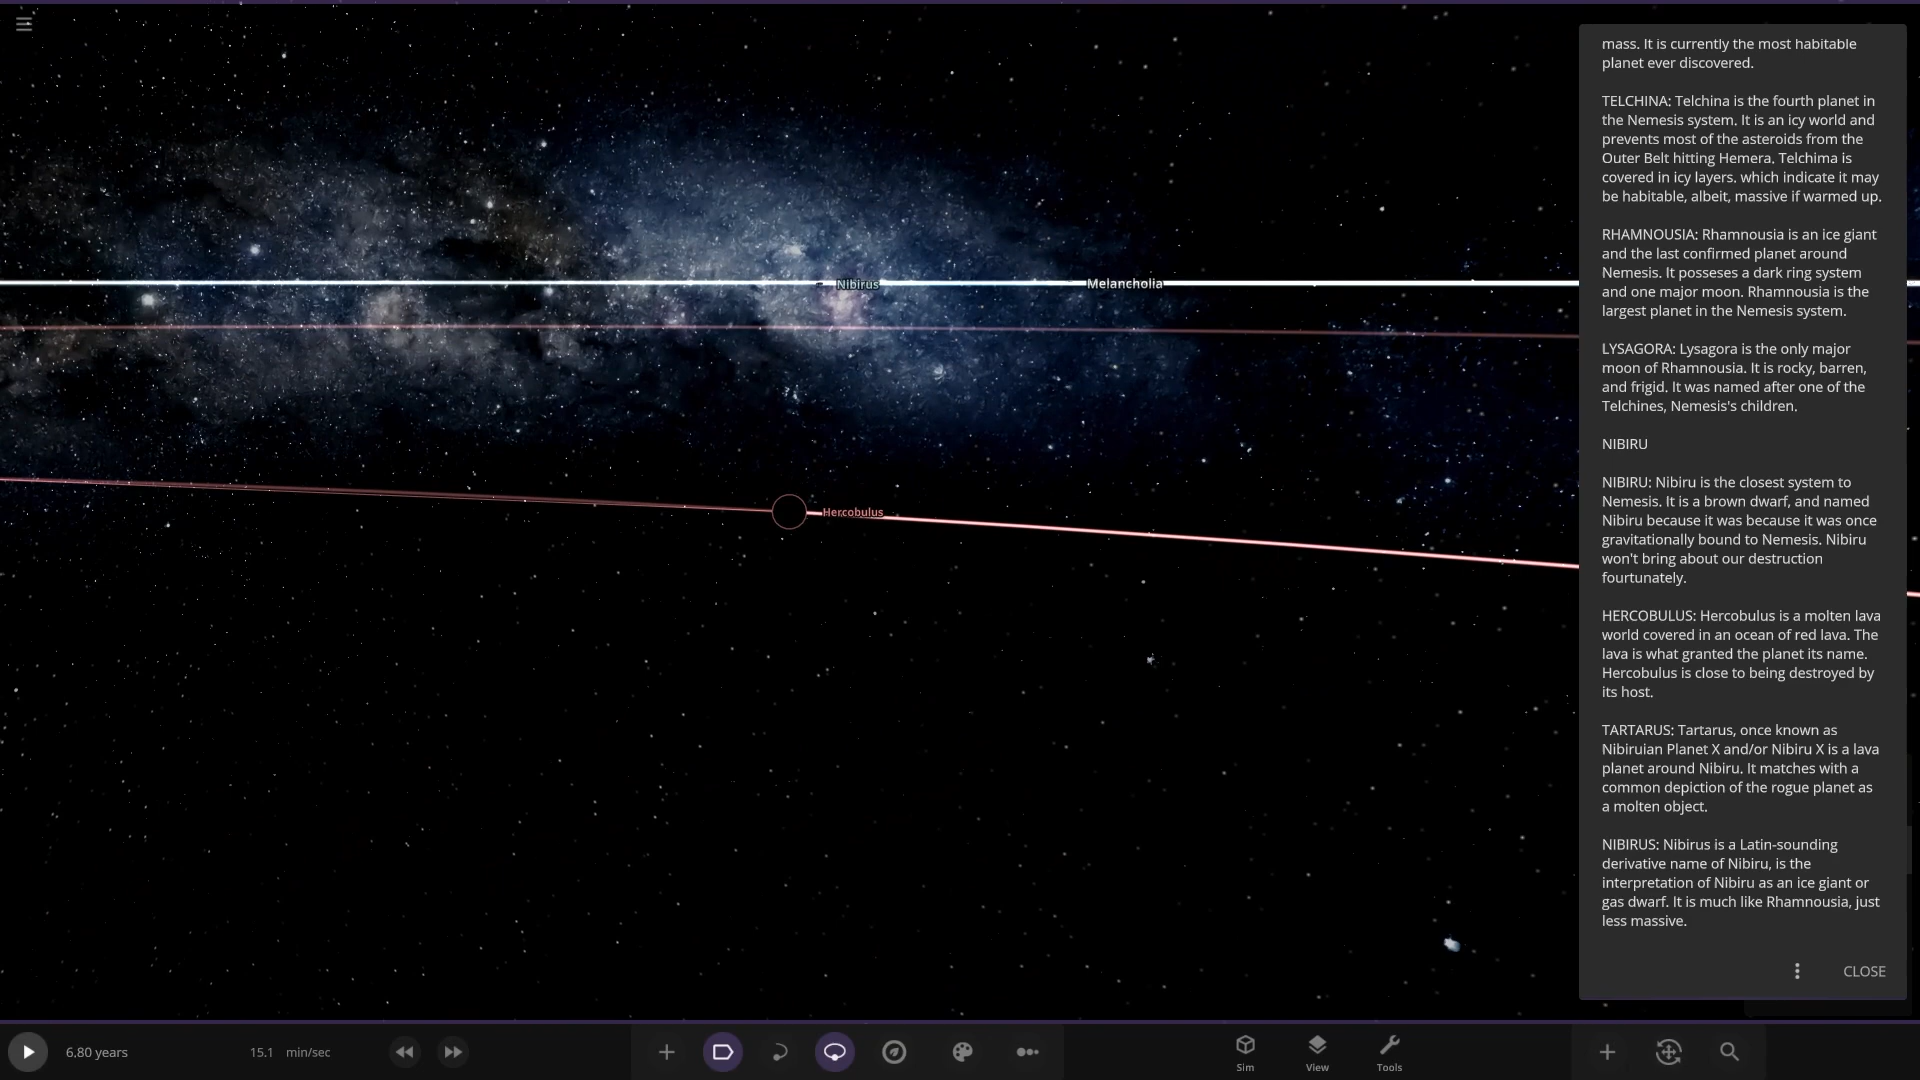 mass. It is currently the most habitable
planet ever discovered.
TELCHINA: Telchina is the fourth planet in
the Nemesis system. It is an icy world and
prevents most of the asteroids from the
Outer Belt hitting Hemera. Telchima is
covered in icy layers. which indicate it may
be habitable, albeit, massive if warmed up.
RHAMNOUSIA: Rhamnousia is an ice giant
and the last confirmed planet around
Nemesis. It posseses a dark ring system
and one major moon. Rhamnousia is the
largest planet in the Nemesis system.
LYSAGORA: Lysagora is the only major
moon of Rhamnousia. It is rocky, barren,
and frigid. It was named after one of the
Telchines, Nemesis's children.
NIBIRU
NIBIRU: Nibiru is the closest system to
Nemesis. It is a brown dwarf, and named
Nibiru because it was because it was once
gravitationally bound to Nemesis. Nibiru
won't bring about our destruction
fourtunately.
HERCOBULUS: Hercobulus is a molten lava
world covered in an ocean of red lava. The
lava is what granted the planet its name.
Hercobulus is close to being destroyed by
its host.
TARTARUS: Tartarus, once known as
Nibiruian Planet X and/or Nibiru X is a lava
planet around Nibiru. It matches with a
common depiction of the rogue planet as
a molten object.
NIBIRUS: Nibirus is a Latin-sounding
derivative name of Nibiru, is the
interpretation of Nibiru as an ice giant or
gas dwarf. It is much like Rhamnousia, just
less massive.
CLOSE
Nibirus
Melancholia
Hercobulus
6.80 years
15.1 min/sec
Sim
View
Tools